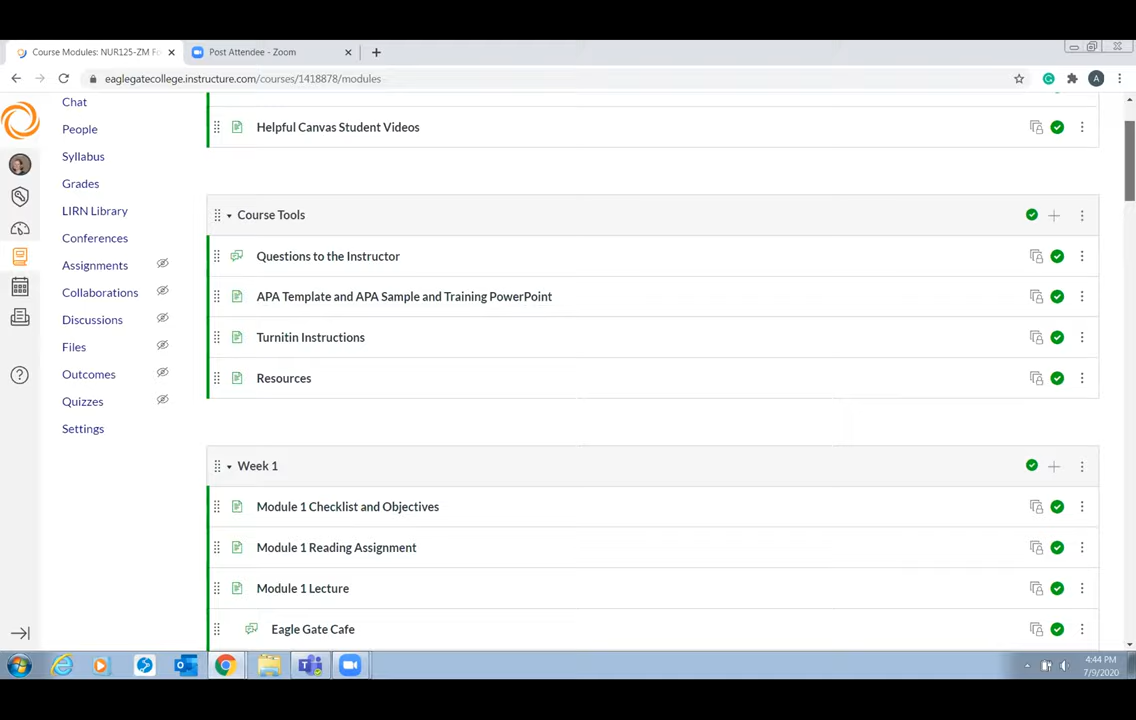 Course Modules: NUR125-ZM Fo
Post Attendee - Zoom
eaglegatecollege.instructure.com/courses/1418878/modules
A
Chat
People
Syllabus
Grades
LIRN Library
Conferences
Assignments
Collaborations
Discussions
Files
Outcomes
Quizzes
Settings
Helpful Canvas Student Videos
Course Tools
Questions to the Instructor
APA Template and APA Sample and Training PowerPoint
Turnitin Instructions
Resources
Week 1
Module 1 Checklist and Objectives
Module 1 Reading Assignment
Module 1 Lecture
Eagle Gate Cafe
4:44 PM
7/9/2020